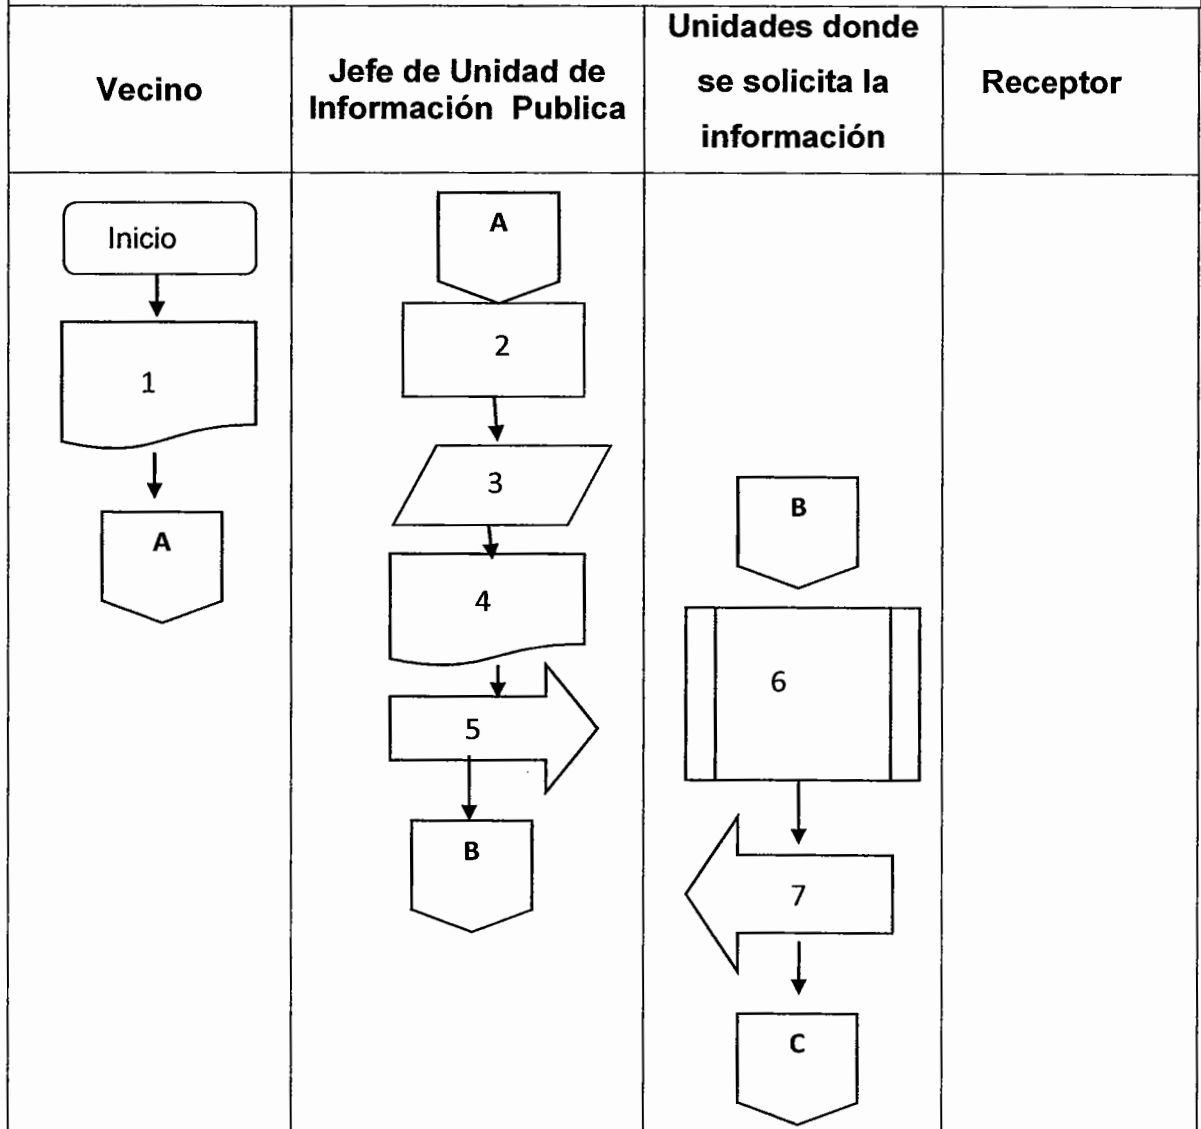 Vecino
Jefe de Unidad de
Información Publica
Unidades donde
se solicita la
información
Receptor
Inicio
1
A
A
2
3
4
5
B
B
6
7
C